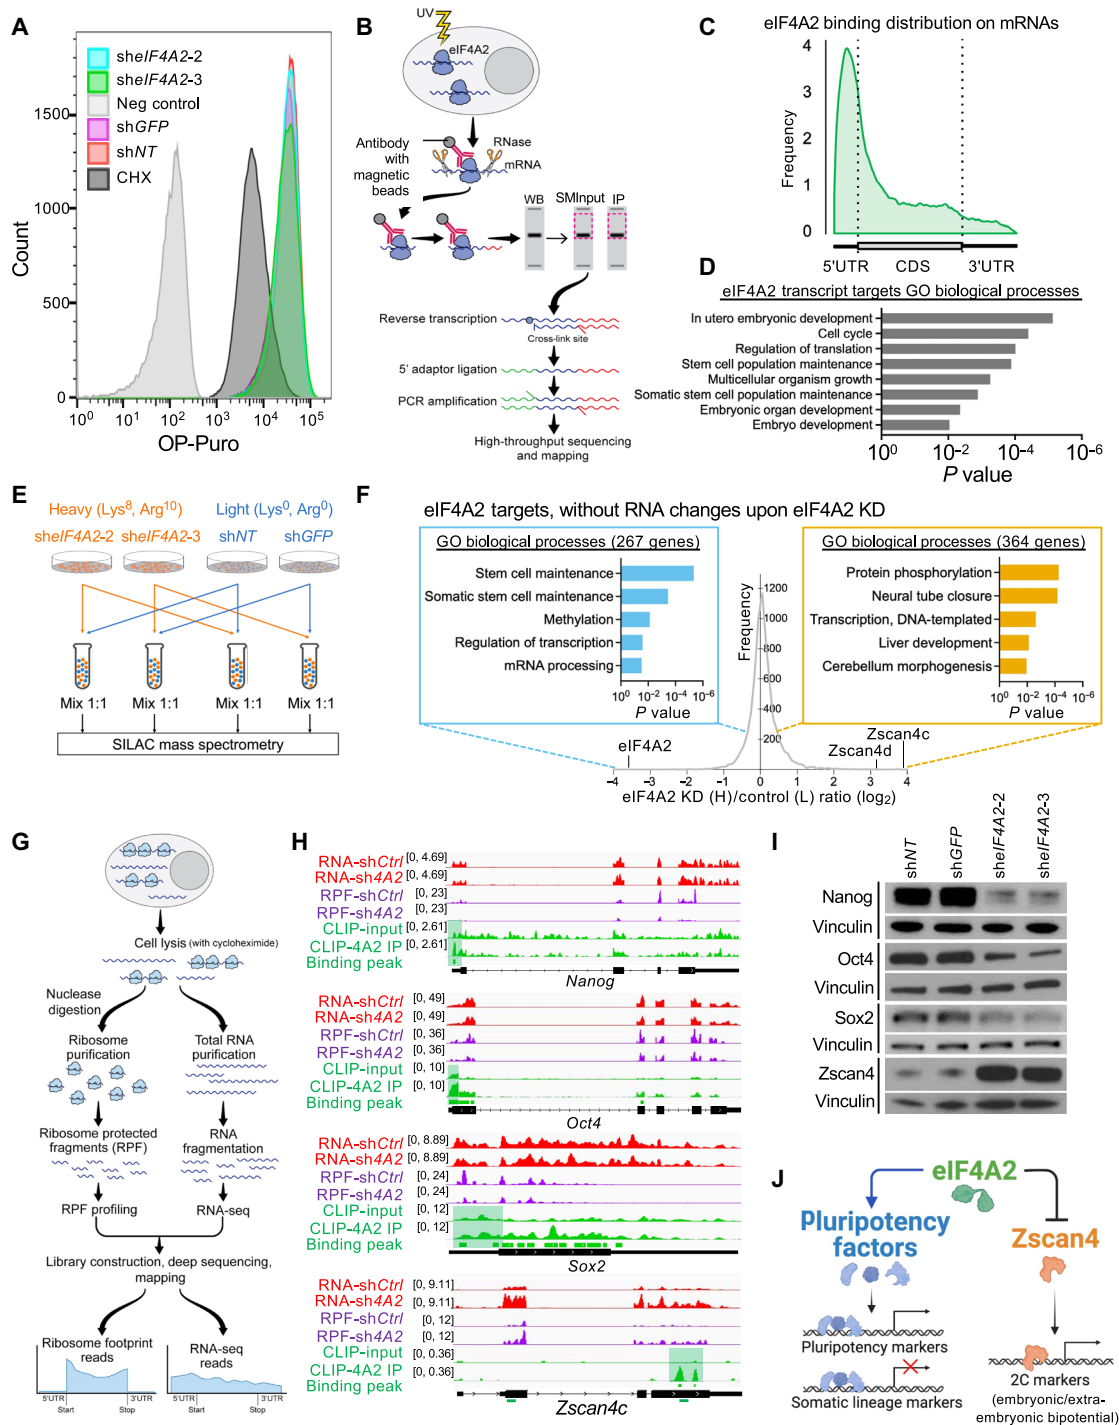 A
sheIF4A2-2
sheIF4A2-3
Neg control
shGFP
shNT
CHX
Count
1500
1000
500
0
10⁰ 10¹ 10² 10³ 10⁴ 10⁵
OP-Puro
B
UV
eIF4A2
Antibody with magnetic beads
RNase
mRNA
WB SMInput IP
Reverse transcription
Cross-link site
5' adaptor ligation
PCR amplification
High-throughput sequencing and mapping
C
eIF4A2 binding distribution on mRNAs
Frequency
4
3
2
1
0
5'UTR CDS 3'UTR
D
eIF4A2 transcript targets GO biological processes
In utero embryonic development
Cell cycle
Regulation of translation
Stem cell population maintenance
Multicellular organism growth
Somatic stem cell population maintenance
Embryonic organ development
Embryo development
10⁰ 10⁻² 10⁻⁴ 10⁻⁶
P value
E
Heavy (Lys⁸, Arg¹⁰) Light (Lys⁰, Arg⁰)
sheIF4A2-2 sheIF4A2-3 shNT shGFP
Mix 1:1 Mix 1:1 Mix 1:1 Mix 1:1
SILAC mass spectrometry
F
eIF4A2 targets, without RNA changes upon eIF4A2 KD
GO biological processes (267 genes)
Stem cell maintenance
Somatic stem cell maintenance
Methylation
Regulation of transcription
mRNA processing
10⁰ 10⁻² 10⁻⁴ 10⁻⁶
P value
GO biological processes (364 genes)
Protein phosphorylation
Neural tube closure
Transcription, DNA-templated
Liver development
Cerebellum morphogenesis
10⁰ 10⁻² 10⁻⁴ 10⁻⁶
P value
Frequency
1200
1000
800
600
400
200
eIF4A2
Zscan4c
Zscan4d
-4 -3 -2 -1 0 1 2 3 4
eIF4A2 KD (H)/control (L) ratio (log₂)
G
Cell lysis (with cycloheximide)
Nuclease digestion
Ribosome purification
Total RNA purification
Ribosome protected fragments (RPF)
RNA fragmentation
RPF profiling
RNA-seq
Library construction, deep sequencing, mapping
Ribosome footprint reads
RNA-seq reads
5'UTR 3'UTR 5'UTR 3'UTR
Start Stop Start Stop
H
RNA-shCtrl [0, 4.69]
RNA-sh4A2 [0, 4.69]
RPF-shCtrl [0, 23]
RPF-sh4A2 [0, 23]
CLIP-input [0, 2.61]
CLIP-4A2 IP [0, 2.61]
Binding peak
Nanog
RNA-shCtrl [0, 49]
RNA-sh4A2 [0, 49]
RPF-shCtrl [0, 36]
RPF-sh4A2 [0, 36]
CLIP-input [0, 10]
CLIP-4A2 IP [0, 10]
Binding peak
Oct4
RNA-shCtrl [0, 8.89]
RNA-sh4A2 [0, 8.89]
RPF-shCtrl [0, 24]
RPF-sh4A2 [0, 24]
CLIP-input [0, 12]
CLIP-4A2 IP [0, 12]
Binding peak
Sox2
RNA-shCtrl [0, 9.11]
RNA-sh4A2 [0, 9.11]
RPF-shCtrl [0, 12]
RPF-sh4A2 [0, 12]
CLIP-input [0, 0.36]
CLIP-4A2 IP [0, 0.36]
Binding peak
Zscan4c
I
shNT
shGFP
sheIF4A2-2
sheIF4A2-3
Nanog
Vinculin
Oct4
Vinculin
Sox2
Vinculin
Zscan4
Vinculin
J
eIF4A2
Pluripotency factors
Zscan4
Pluripotency markers
Somatic lineage markers
2C markers
(embryonic/extra-embryonic bipotential)